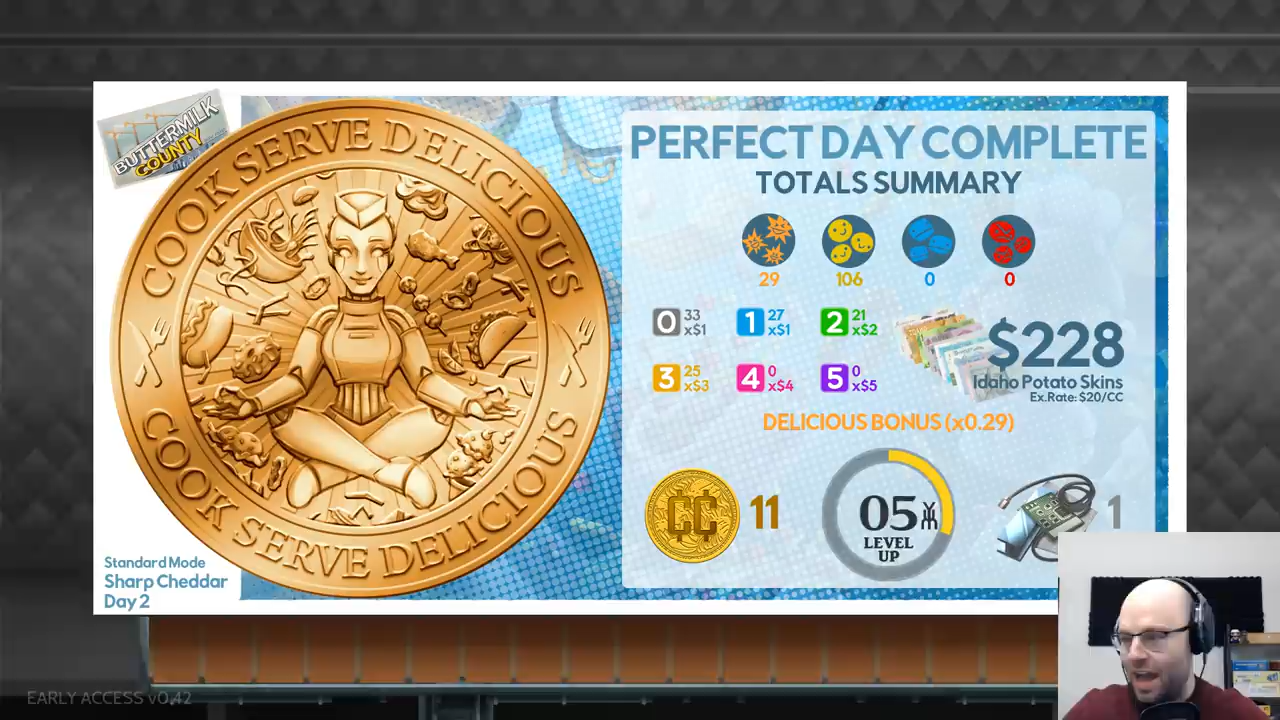 BUTTERMILK
COUNTY
COOK SERVE DELICIOUS
COOK SERVE DELICIOUS
Standard Mode
Sharp Cheddar
Day 2
PERFECT DAY COMPLETE
TOTALS SUMMARY
29 106 0 0
0 33 x$1 1 27 x$1 2 21 x$2
3 25 x$3 4 0 x$4 5 0 x$5
$228
Idaho Potato Skins
Ex.Rate: $20/CC
DELICIOUS BONUS (x0.29)
CC 11
05
LEVEL
UP
1
EARLY ACCESS v0.42